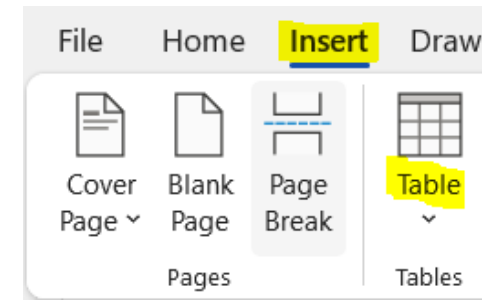 File Home Insert Draw
Cover Blank Page Table
Page Page Break
Pages Tables